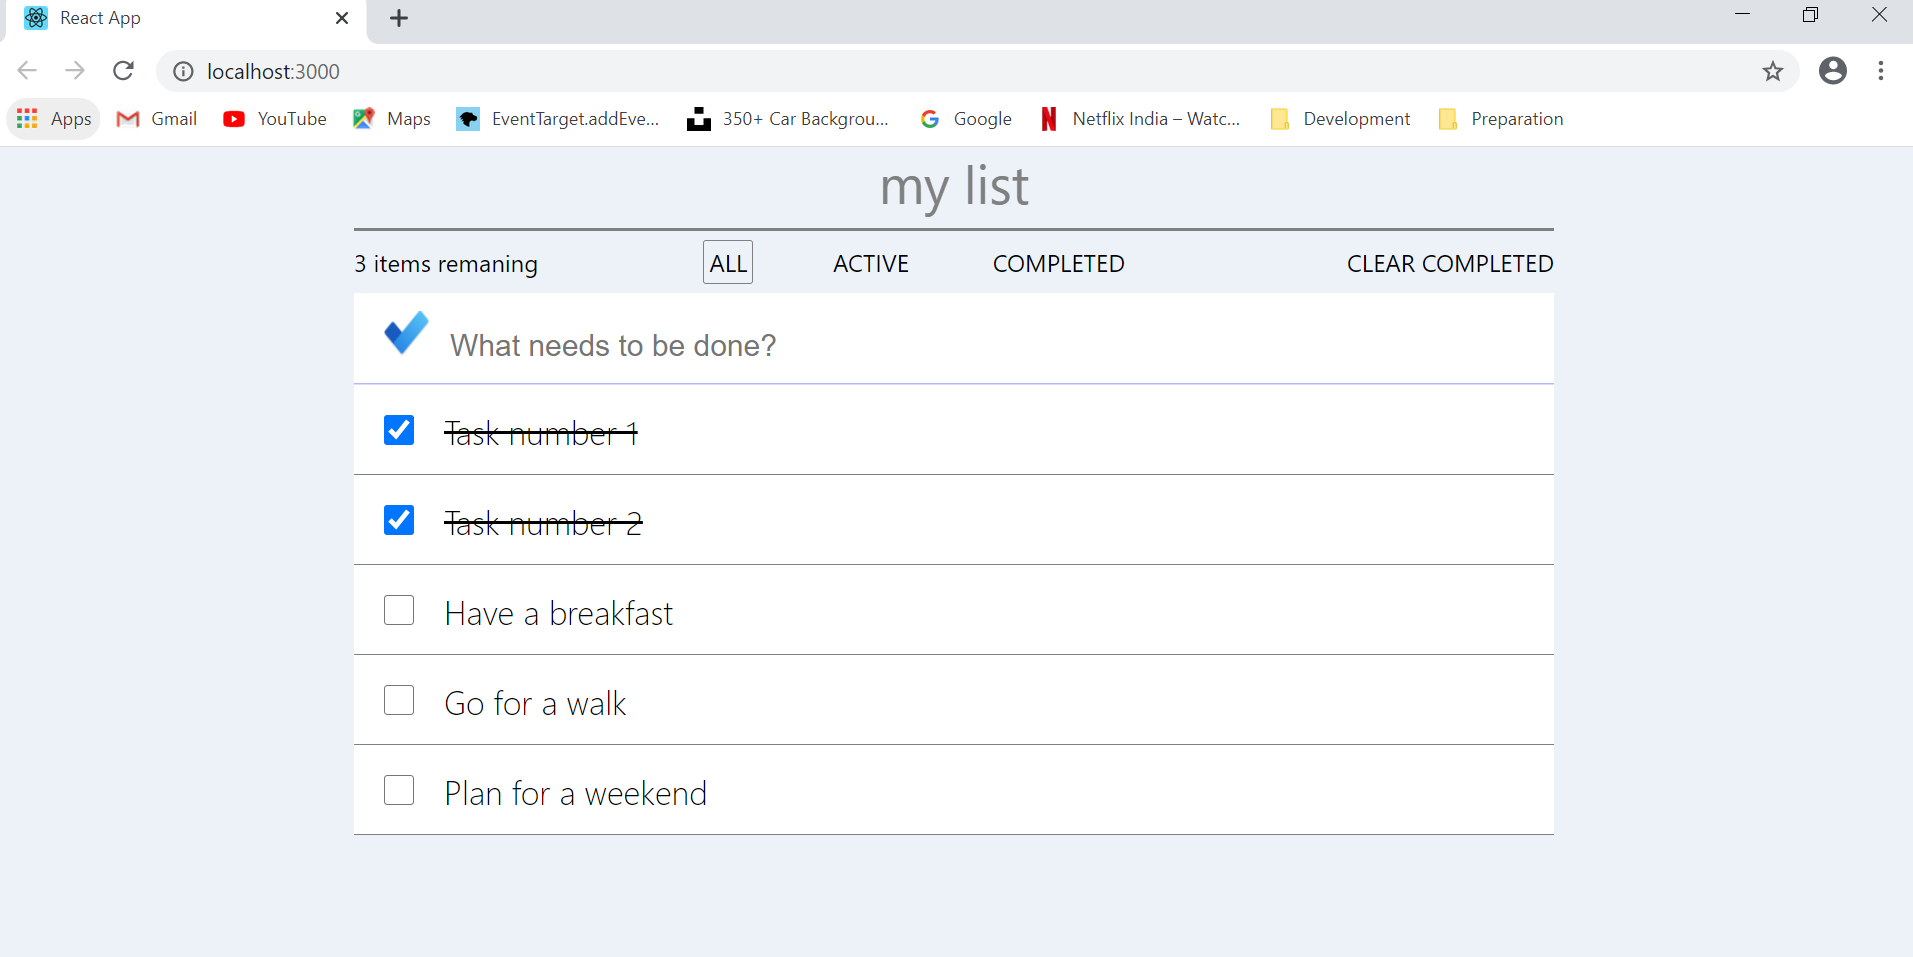 React App
localhost:3000
Apps Gmail YouTube Maps EventTarget.addEve... 350+ Car Backgrou... Google Netflix India – Watc... Development Preparation
my list
3 items remaning ALL ACTIVE COMPLETED CLEAR COMPLETED
What needs to be done?
Task number 1
Task number 2
Have a breakfast
Go for a walk
Plan for a weekend